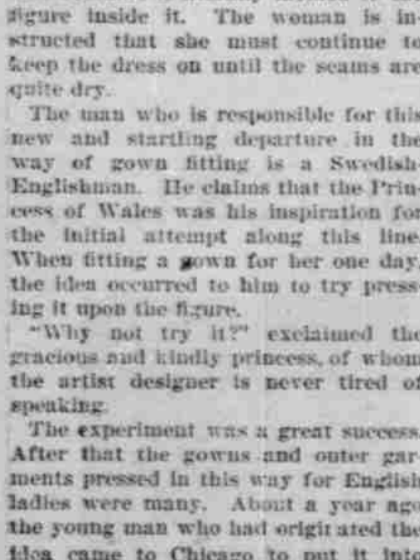 figure inside it. The woman is in
structed that she must continue to
keep the dress on until the seams are
quite dry.
The man who is responsible for this
new and startling departure in the
way of gown fitting is a Swedish-
Englishman. He claims that the Prin
cess of Wales was his inspiration for
the initial attempt along this line.
When fitting a gown for her one day,
the idea occurred to him to try press
ing it upon the figure.
"Why not try it?" exclaimed the
gracious and kindly princess, of whom
the artist designer is never tired of
speaking.
The experiment was a great success.
After that the gowns and outer gar-
ments pressed in this way for English
ladies were many. About a year ago
the young man who had originated the
idea came to Chicago to put it in